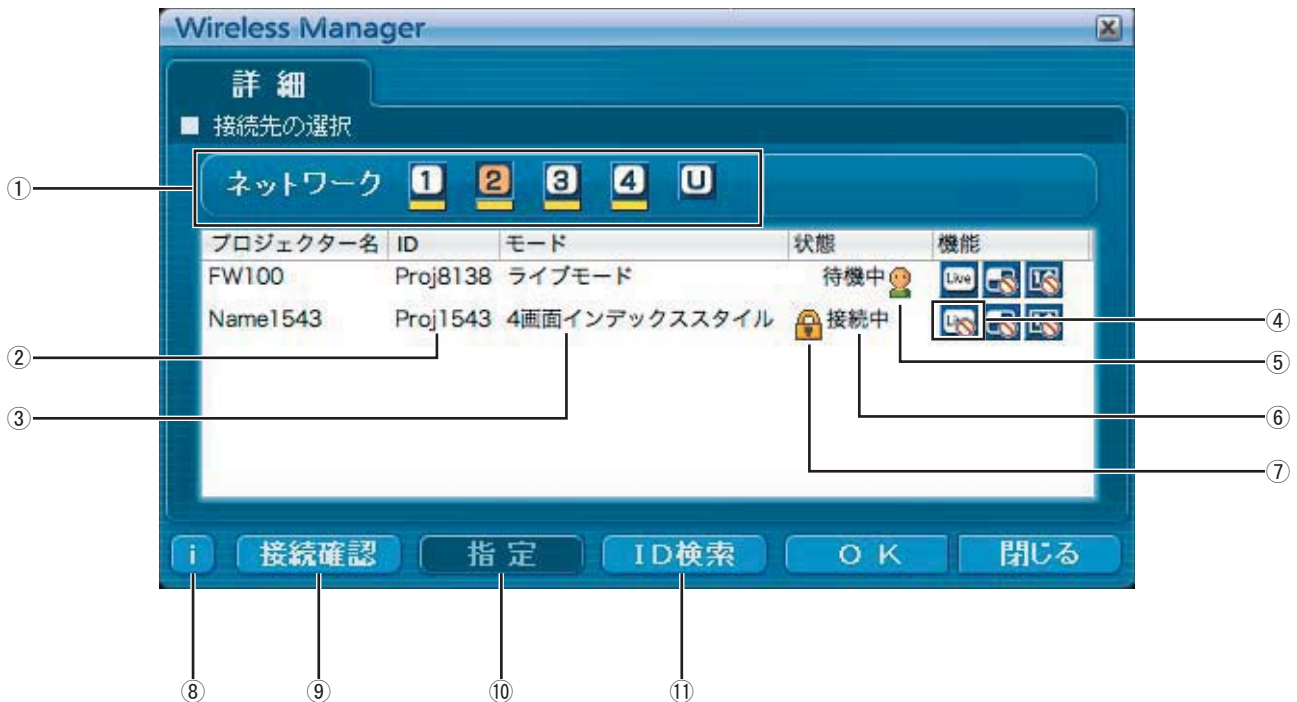 Wireless Manager
詳 細
■ 接続先の選択
① ネットワーク 1 2 3 4 U
プロジェクター名 ID モード 状態 機能
FW100 Proj8138 ライブモード 待機中 Live
Name1543 Proj1543 4画面インデックススタイル 接続中 ④
②
⑤
③
⑥
⑦
i 接続確認 指 定 ID検索 O K 閉じる
⑧ ⑨ ⑩ ⑪